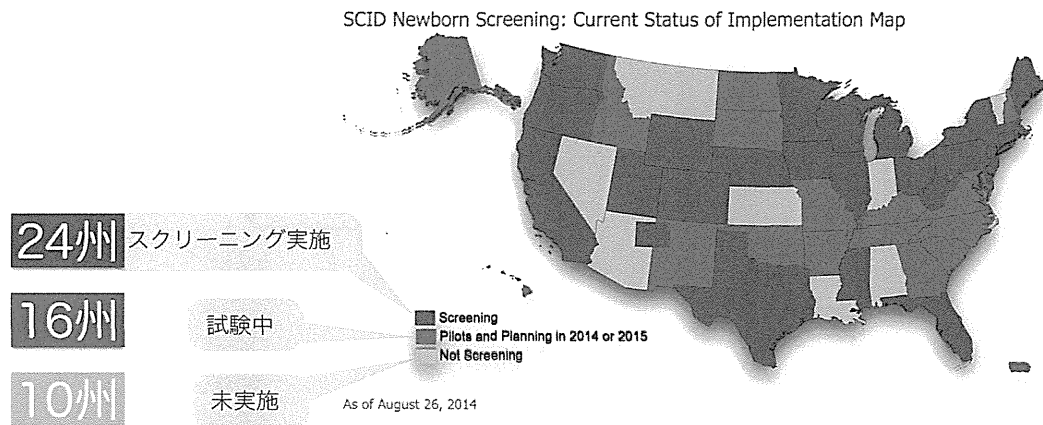 SCID Newborn Screening: Current Status of Implementation Map
24州 スクリーニング実施
16州 試験中
10州 未実施
Screening
Pilots and Planning in 2014 or 2015
Not Screening
As of August 26, 2014